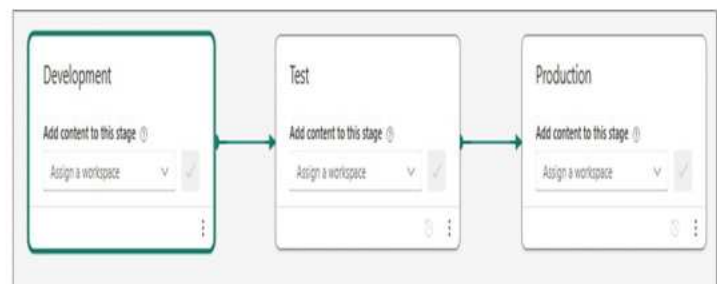 Development
Add content to this stage
Assign a workspace
Test
Add content to this stage
Assign a workspace
Production
Add content to this stage
Assign a workspace